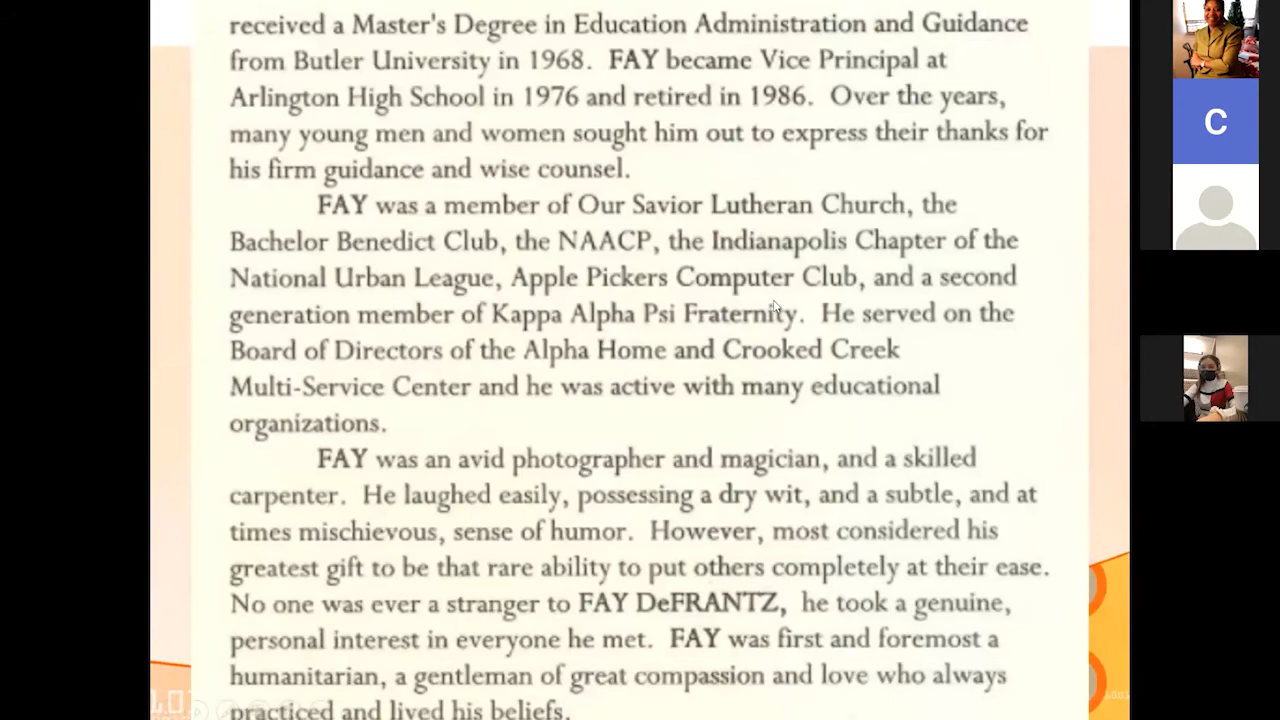 received a Master's Degree in Education Administration and Guidance
from Butler University in 1968. FAY became Vice Principal at
Arlington High School in 1976 and retired in 1986. Over the years,
many young men and women sought him out to express their thanks for
his firm guidance and wise counsel.
FAY was a member of Our Savior Lutheran Church, the
Bachelor Benedict Club, the NAACP, the Indianapolis Chapter of the
National Urban League, Apple Pickers Computer Club, and a second
generation member of Kappa Alpha Psi Fraternity. He served on the
Board of Directors of the Alpha Home and Crooked Creek
Multi-Service Center and he was active with many educational
organizations.
FAY was an avid photographer and magician, and a skilled
carpenter. He laughed easily, possessing a dry wit, and a subtle, and at
times mischievous, sense of humor. However, most considered his
greatest gift to be that rare ability to put others completely at their ease.
No one was ever a stranger to FAY DeFRANTZ, he took a genuine,
personal interest in everyone he met. FAY was first and foremost a
humanitarian, a gentleman of great compassion and love who always
practiced and lived his beliefs.
C